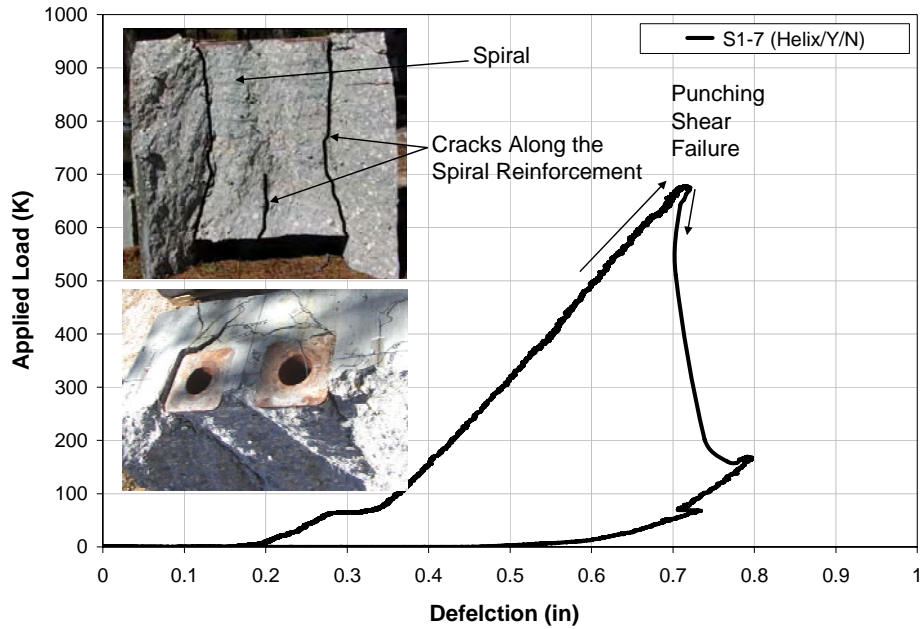 1000
900
800
700
600
500
400
300
200
100
0
Applied Load (K)
S1-7 (Helix/Y/N)
Spiral
Cracks Along the
Spiral Reinforcement
Punching
Shear
Failure
0 0.1 0.2 0.3 0.4 0.5 0.6 0.7 0.8 0.9 1
Defelction (in)